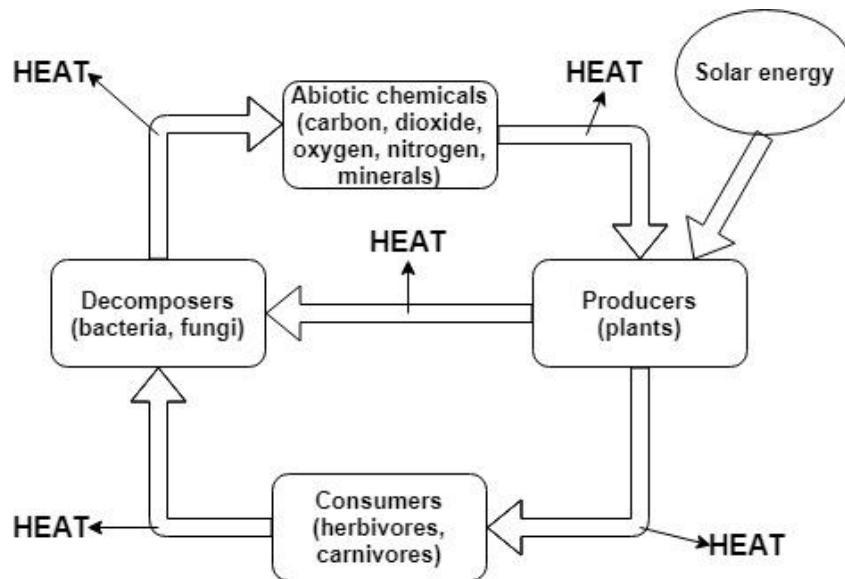 HEAT
Abiotic chemicals
(carbon, dioxide,
oxygen, nitrogen,
minerals)
HEAT
Solar energy
HEAT
Decomposers
(bacteria, fungi)
Producers
(plants)
HEAT
Consumers
(herbivores,
carnivores)
HEAT